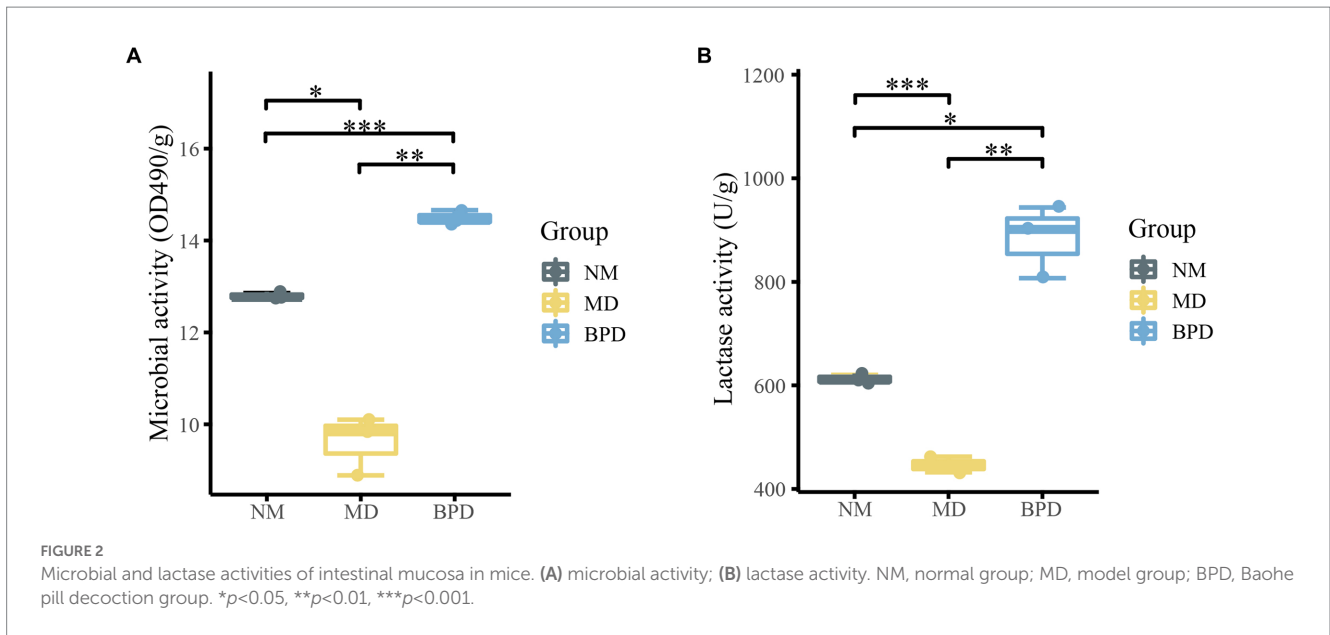 A
Microbial activity (OD490/g)
16
14
12
10
*
***
**
NM
MD
BPD
Group
NM
MD
BPD
B
Lactase activity (U/g)
1200
1000
800
600
400
***
*
**
NM
MD
BPD
Group
NM
MD
BPD
FIGURE 2
Microbial and lactase activities of intestinal mucosa in mice. (A) microbial activity; (B) lactase activity. NM, normal group; MD, model group; BPD, Baohe
pill decoction group. *p<0.05, **p<0.01, ***p<0.001.